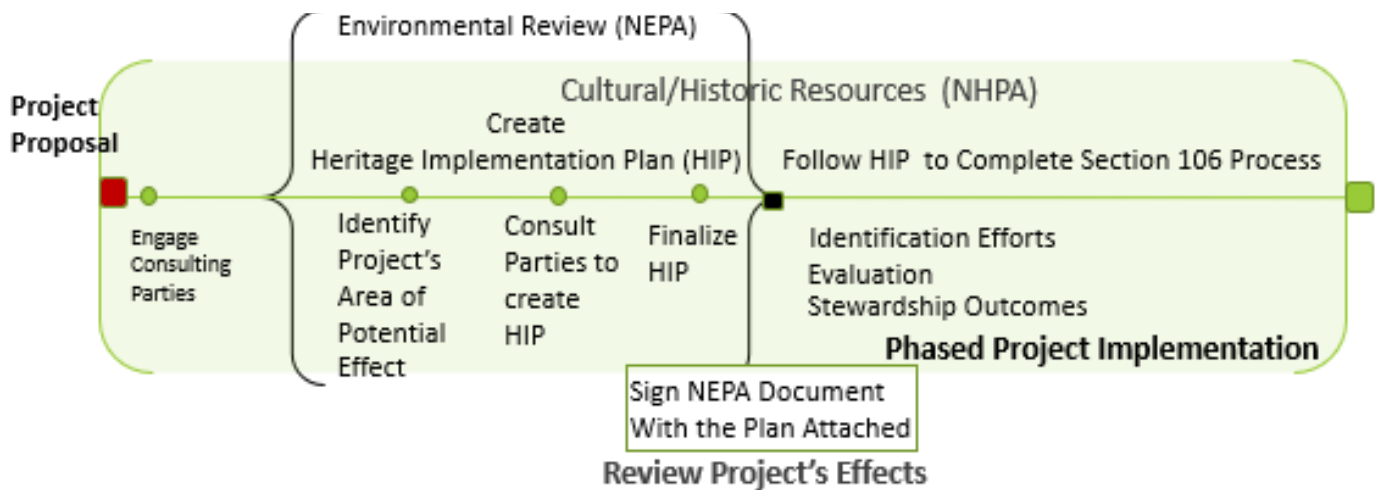 Environmental Review (NEPA)
Cultural/Historic Resources (NHPA)
Project
Proposal
Create
Heritage Implementation Plan (HIP)
Follow HIP to Complete Section 106 Process
Engage
Consulting
Parties
Identify
Project's
Area of
Potential
Effect
Consult
Parties to
create
HIP
Finalize
HIP
Identification Efforts
Evaluation
Stewardship Outcomes
Phased Project Implementation
Sign NEPA Document
With the Plan Attached
Review Project's Effects